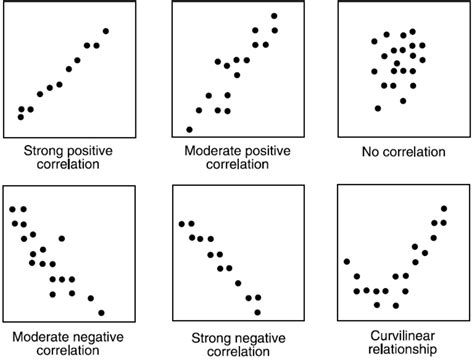 Strong positive
correlation
Moderate positive
correlation
No correlation
Moderate negative
correlation
Strong negative
correlation
Curvilinear
relationship